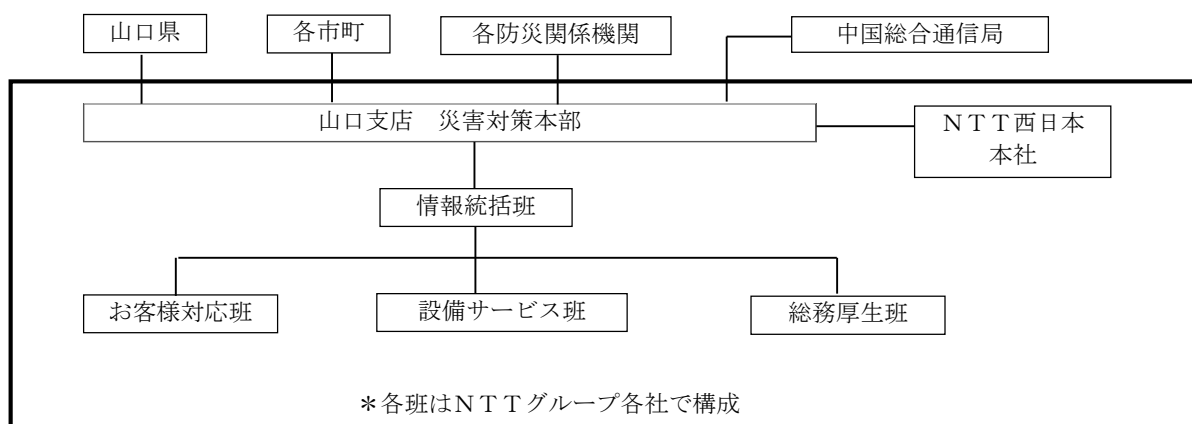 山口県
各市町
各防災関係機関
中国総合通信局
山口支店　災害対策本部
ＮＴＴ西日本
本社
情報統括班
お客様対応班
設備サービス班
総務厚生班
＊各班はＮＴＴグループ各社で構成